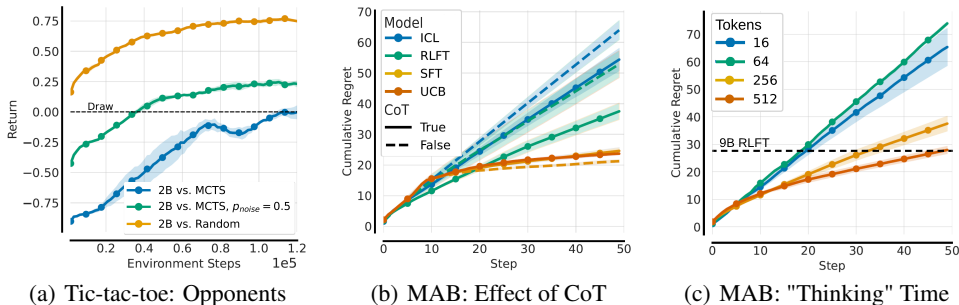 0.75
0.50
0.25
0.00
−0.25
−0.50
−0.75
Return
Draw
2B vs. MCTS
2B vs. MCTS, p_noise = 0.5
2B vs. Random
0.0 0.2 0.4 0.6 0.8 1.0 1.2
Environment Steps 1e5
(a) Tic-tac-toe: Opponents
70
60
50
40
30
20
10
0
Cumulative Regret
Model
ICL
RLFT
SFT
UCB
CoT
True
False
0 10 20 30 40 50
Step
(b) MAB: Effect of CoT
70
60
50
40
30
20
10
0
Cumulative Regret
Tokens
16
64
256
512
9B RLFT
0 10 20 30 40 50
Step
(c) MAB: "Thinking" Time